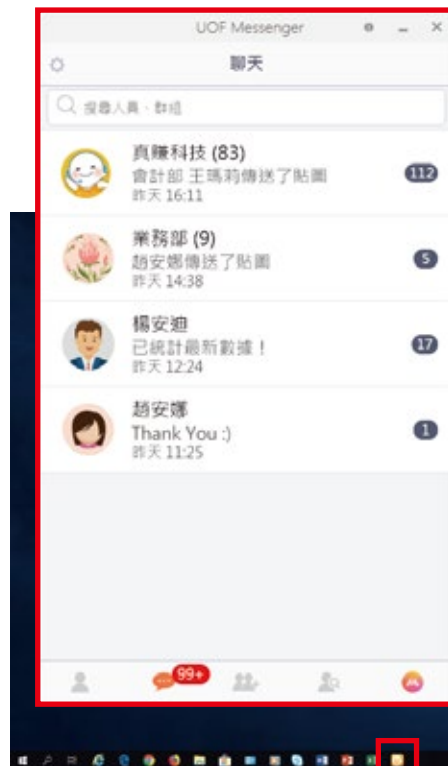 UOF Messenger
聊天
搜尋人員、群組
真賺科技 (83)
會計部 王瑪莉傳送了貼圖
昨天 16:11
112
業務部 (9)
趙安娜傳送了貼圖
昨天 14:38
5
楊安迪
已統計最新數據！
昨天 12:24
17
趙安娜
Thank You :)
昨天 11:25
1
99+